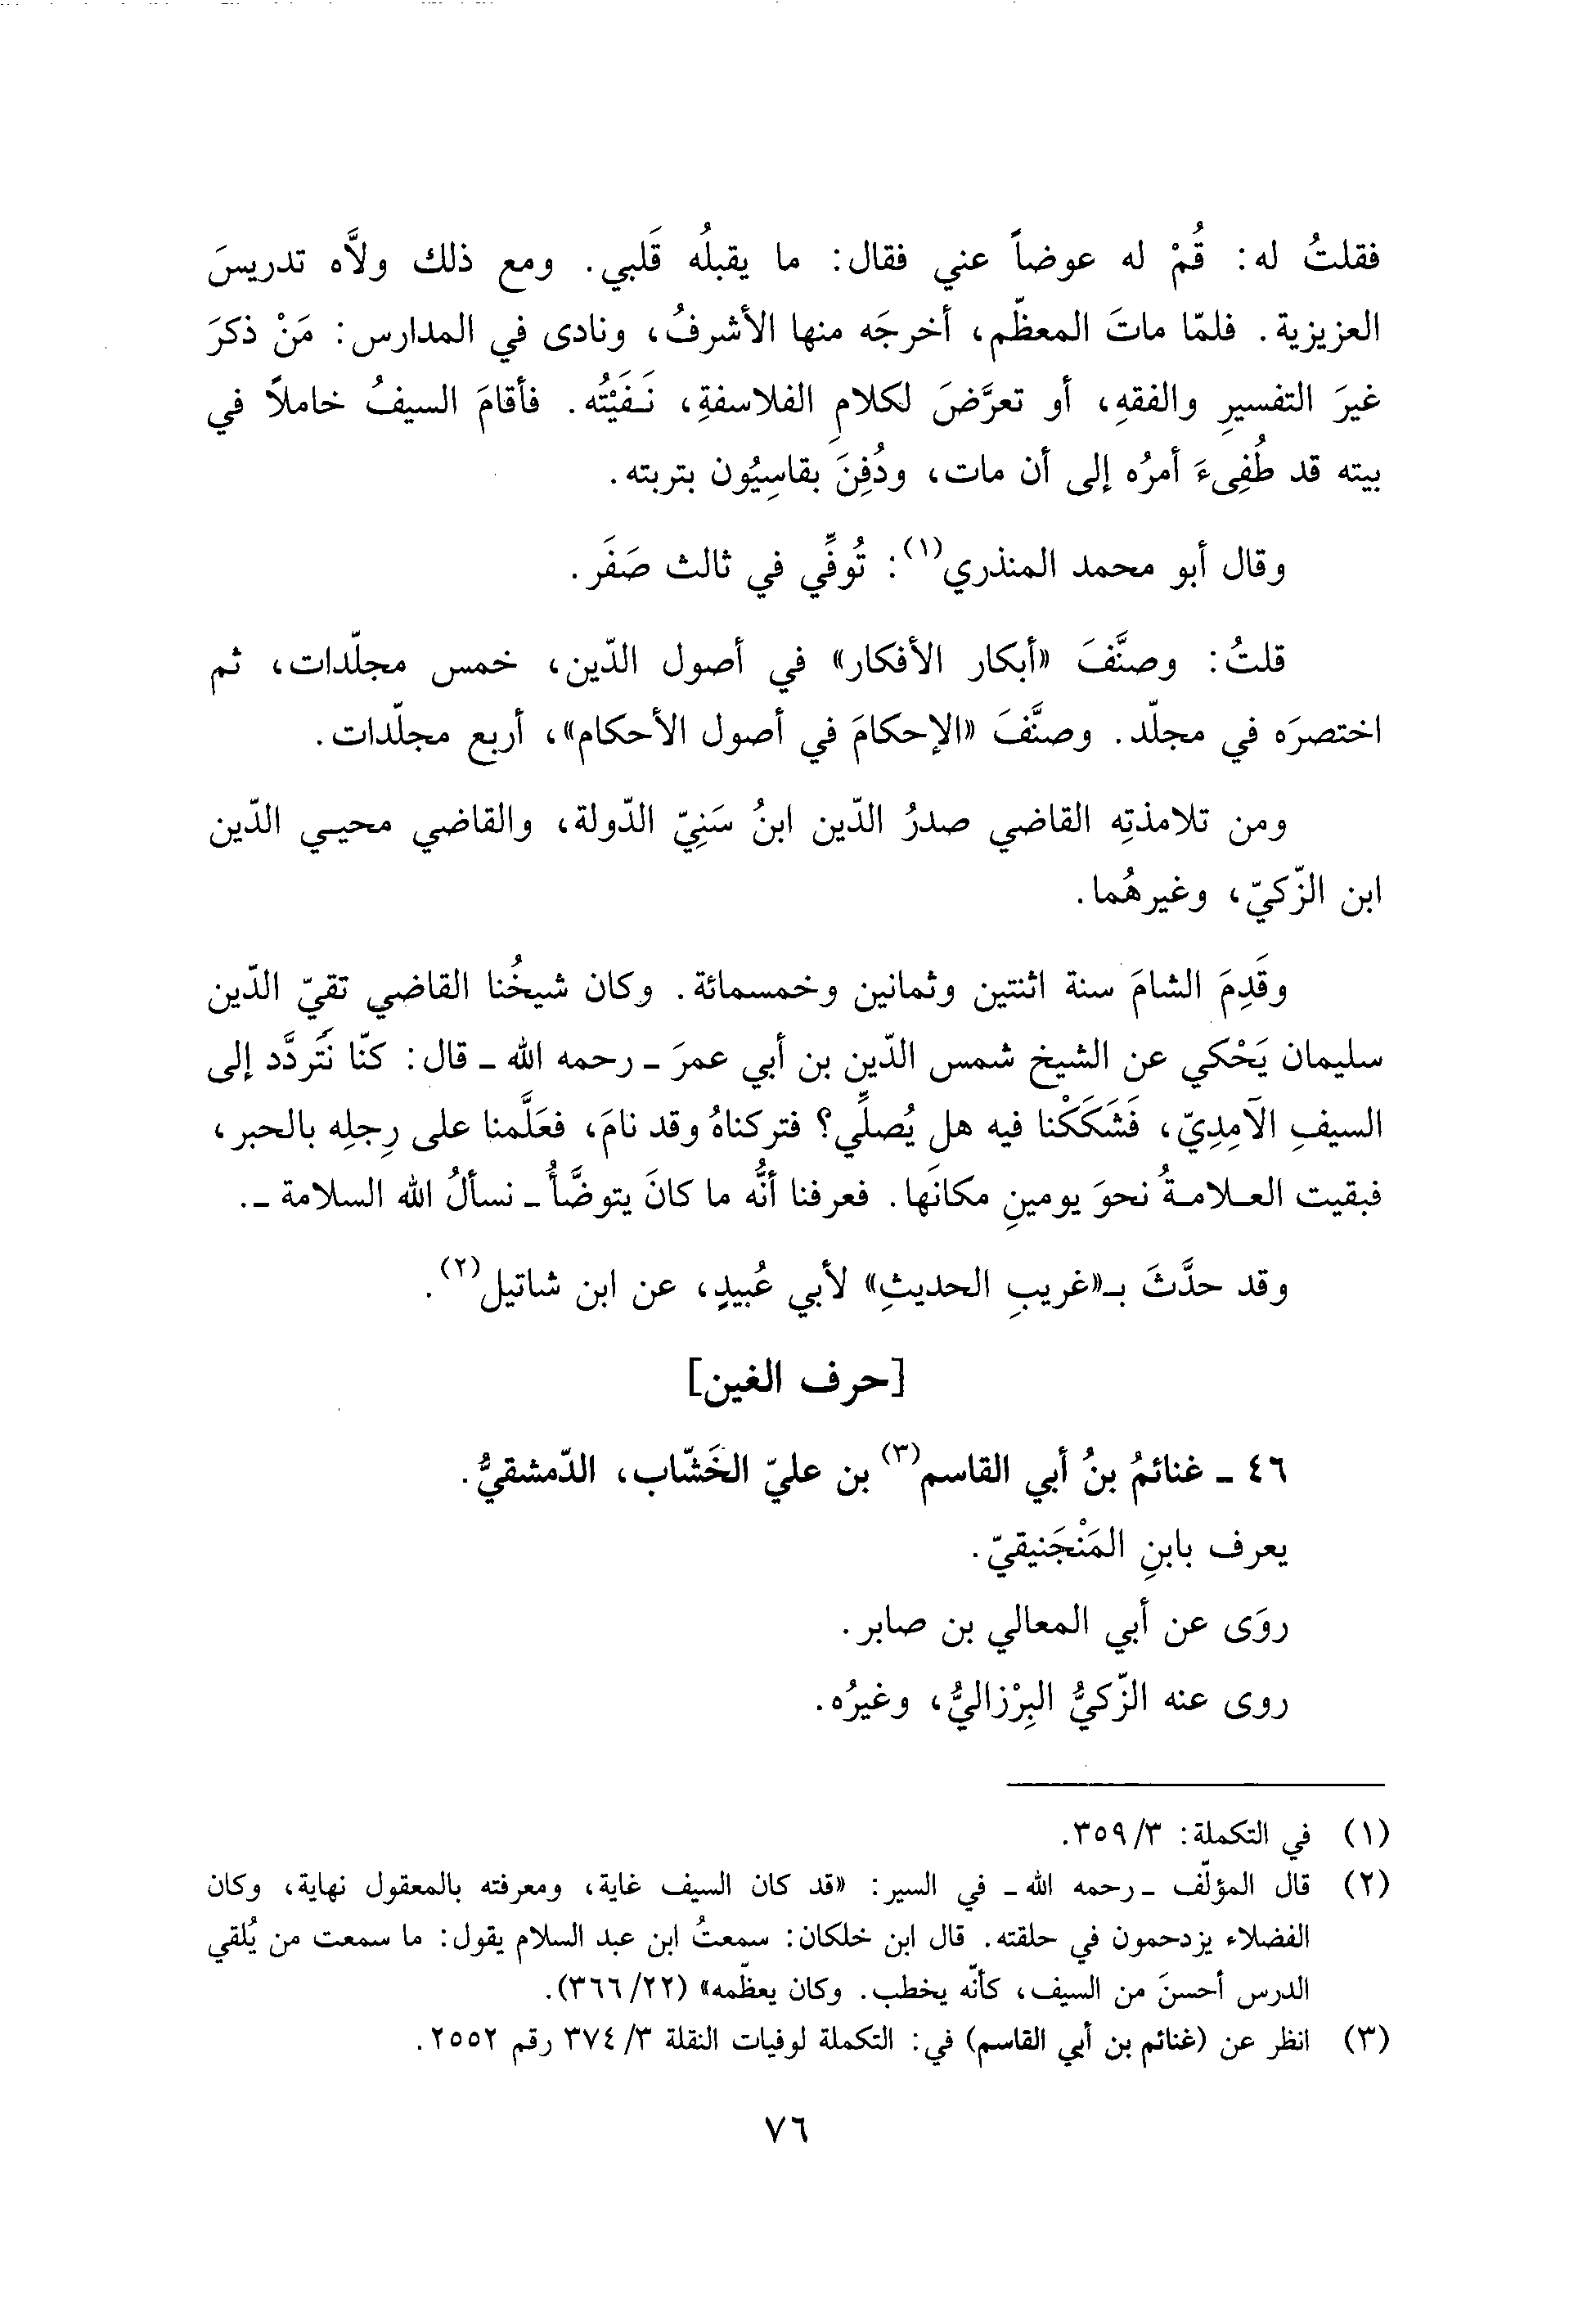 فقلتُ له: قُمْ له عوضاً عني فقال: ما يقبلُه قَلبي. ومع ذلك ولاَّه تدريسَ
العزيزية. فلمّا ماتَ المعظّم، أخرجَه منها الأشرفُ، ونادى في المدارس: مَنْ ذكرَ
غيرَ التفسيرِ والفقهِ، أو تعرَّضَ لكلامِ الفلاسفةِ، نَـفَيْتُه. فأقامَ السيفُ خاملاً في
بيته قد طُفِىءَ أمرُه إلى أن مات، ودُفِنَ بقاسِيُون بتربته.
وقال أبو محمد المنذري(١): تُوفِّي في ثالث صَفَر.
قلتُ: وصنَّفَ «أبكار الأفكار» في أصول الدّين، خمس مجلّدات، ثم
اختصرَه في مجلّد. وصنَّفَ «الإحكامَ في أصول الأحكام»، أربع مجلّدات.
ومن تلامذتِه القاضي صدرُ الدّين ابنُ سَنِيّ الدّولة، والقاضي محيـي الدّين
ابن الزّكيّ، وغيرهُما.
وقَدِمَ الشامَ سنة اثنتين وثمانين وخمسمائة. وكان شيخُنا القاضي تقيّ الدّين
سليمان يَحْكي عن الشيخ شمس الدّين بن أبي عمرَ ـ رحمه الله ـ قال: كنّا نَتَردَّد إلى
السيفِ الآمِدِيّ، فَشَكَكْنا فيه هل يُصلِّي؟ فتركناهُ وقد نامَ، فعَلَّمنا على رِجلِه بالحبر،
فبقيت العـلامـةُ نحوَ يومينِ مكانَها. فعرفنا أنُّه ما كانَ يتوضَّأُ ـ نسألُ الله السلامة ـ.
وقد حدَّثَ بـ«غريبِ الحديثِ» لأبي عُبيدٍ، عن ابن شاتيل(٢).
[حرف الغين]
٤٦ ـ غنائمُ بنُ أبي القاسم(٣) بن عليّ الخَشّاب، الدّمشقيُّ.
يعرف بابنِ المَنْجَنيقيّ.
روَى عن أبي المعالي بن صابر.
روى عنه الزّكيُّ البِرْزاليُّ، وغيرُه.
(١) في التكملة: ٣٥٩/٣.
(٢) قال المؤلّف ـ رحمه الله ـ في السير: «قد كان السيف غاية، ومعرفته بالمعقول نهاية، وكان
الفضلاء يزدحمون في حلقته. قال ابن خلكان: سمعتُ ابن عبد السلام يقول: ما سمعت من يُلقي
الدرس أحسنَ من السيف، كأنّه يخطب. وكان يعظّمه» (٣٦٦/٢٢).
(٣) انظر عن (غنائم بن أبي القاسم) في: التكملة لوفيات النقلة ٣٧٤/٣ رقم ٢٥٥٢.
٧٦